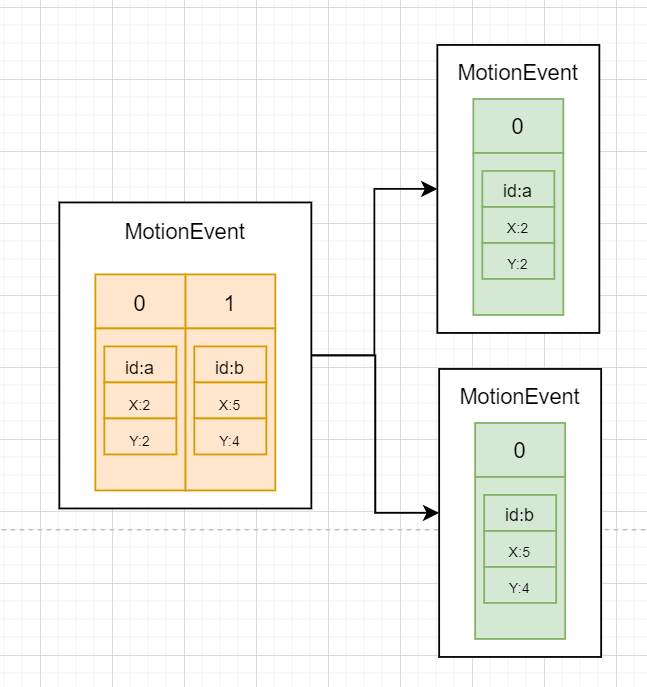 MotionEvent
0 1
id:a id:b
X:2 X:5
Y:2 Y:4
MotionEvent
0
id:a
X:2
Y:2
MotionEvent
0
id:b
X:5
Y:4